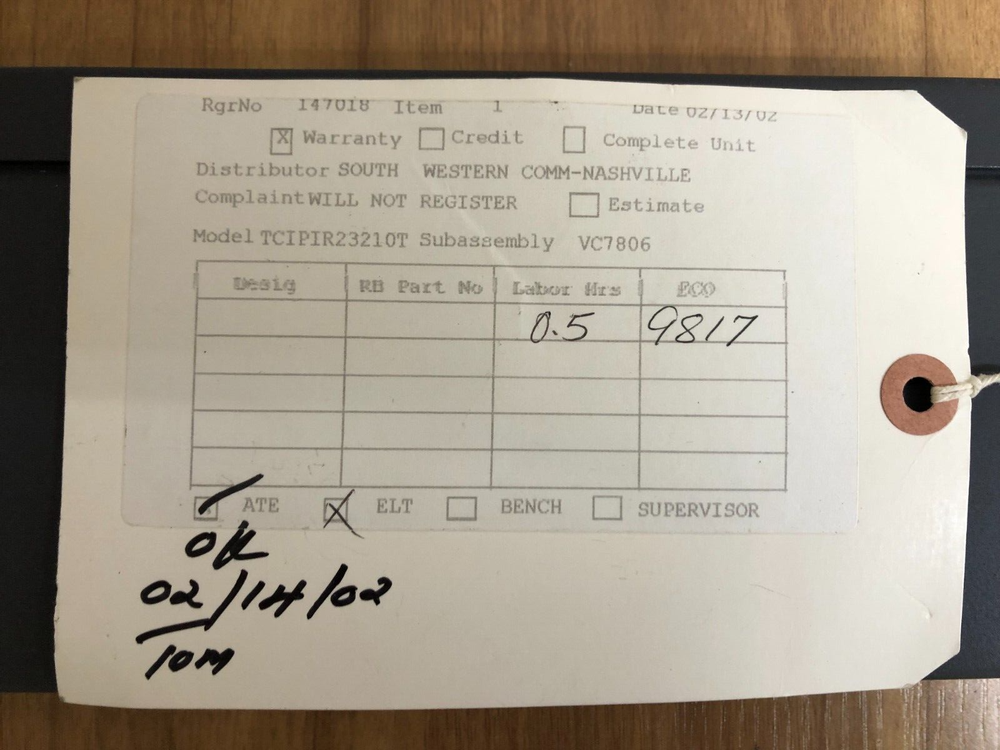 RgrNo 147018 Item 1 Date 02/13/02
X Warranty Credit Complete Unit
Distributor SOUTH WESTERN COMM-NASHVILLE
Complaint WILL NOT REGISTER Estimate
Model TCIPIR23210T Subassembly VC7806
Desig RB Part No Labor Hrs ECO
0.5 9817
ATE X ELT BENCH SUPERVISOR
OK
02/14/02
10M